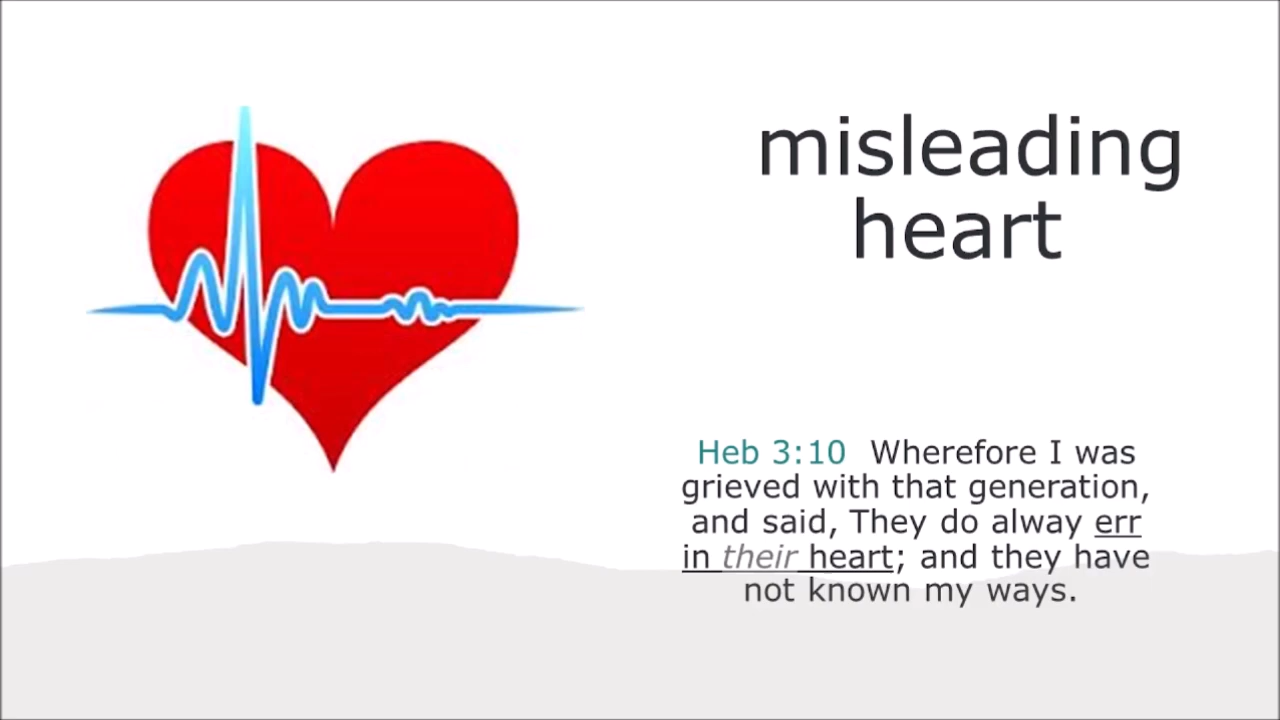 misleading
heart
Heb 3:10  Wherefore I was
grieved with that generation,
and said, They do alway err
in their heart; and they have
not known my ways.